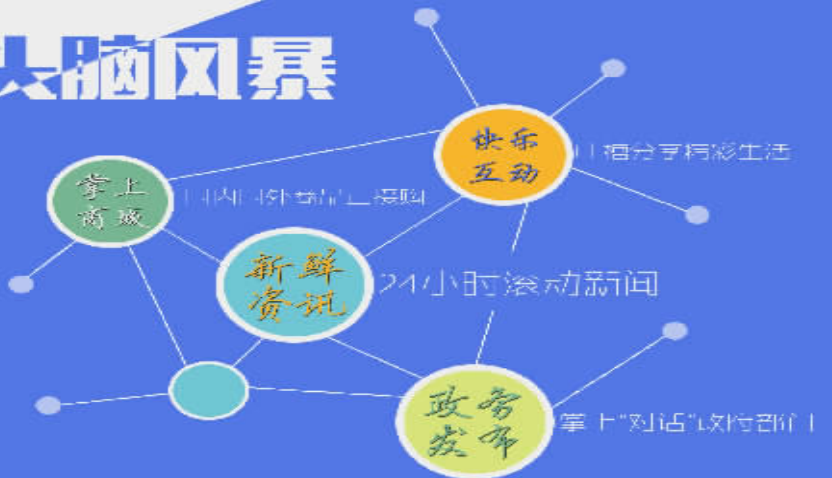 头脑风暴
快乐
互动
分享精彩生活
掌上
商城
新鲜
资讯
24小时滚动新闻
政务
发布
掌上"对话"政府部门